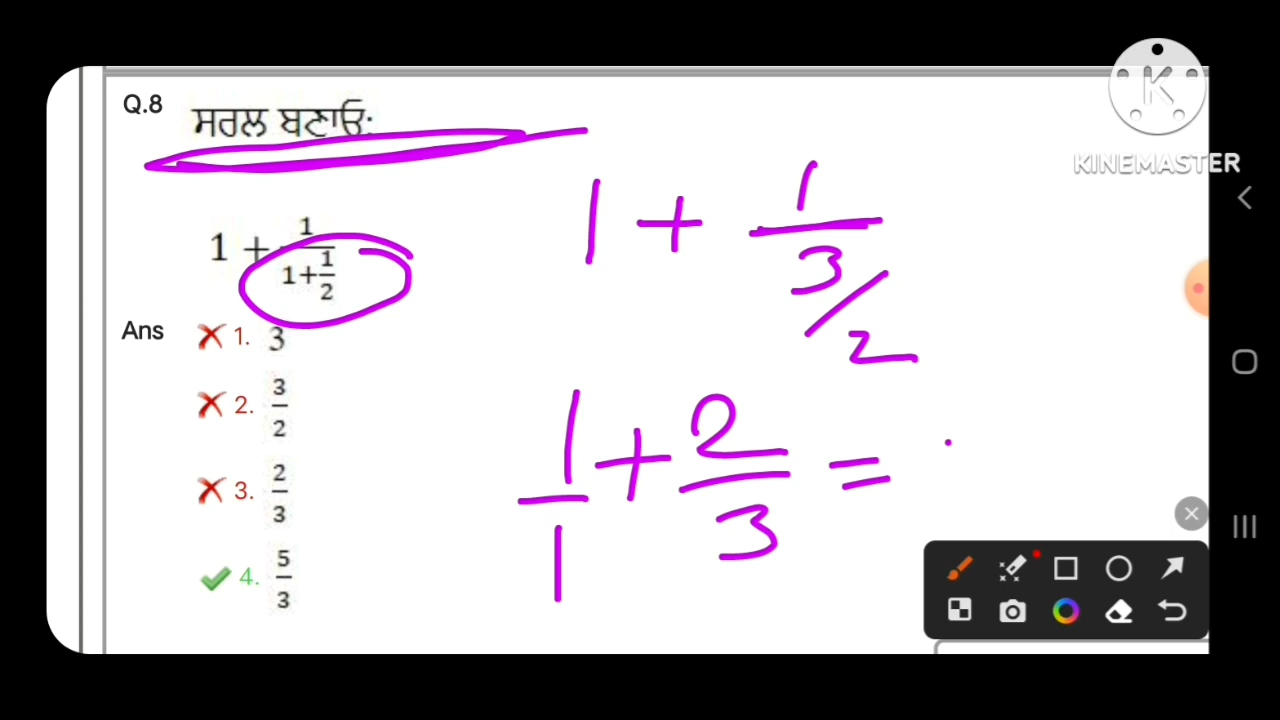 Q.8 ਸਰਲ ਬਣਾਓ:
1 + 1/(1+1/2)
Ans
1. 3
2. 3/2
3. 2/3
4. 5/3
1 + 1/(3/2)
1/1 + 2/3 =
KINEMASTER